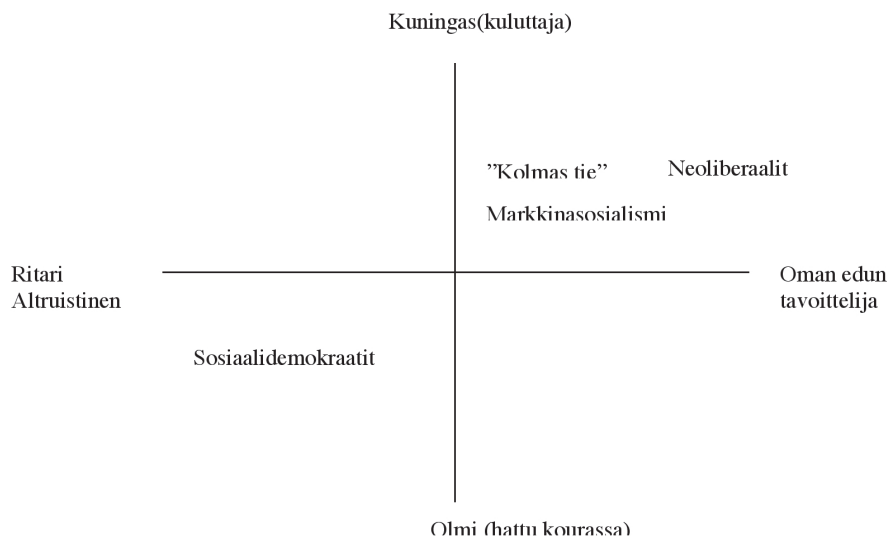 Kuningas(kuluttaja)
”Kolmas tie”
Neoliberaalit
Markkinasosialismi
Ritari
Altruistinen
Oman edun
tavoittelija
Sosiaalidemokraatit
Olmi (hattu kourassa)